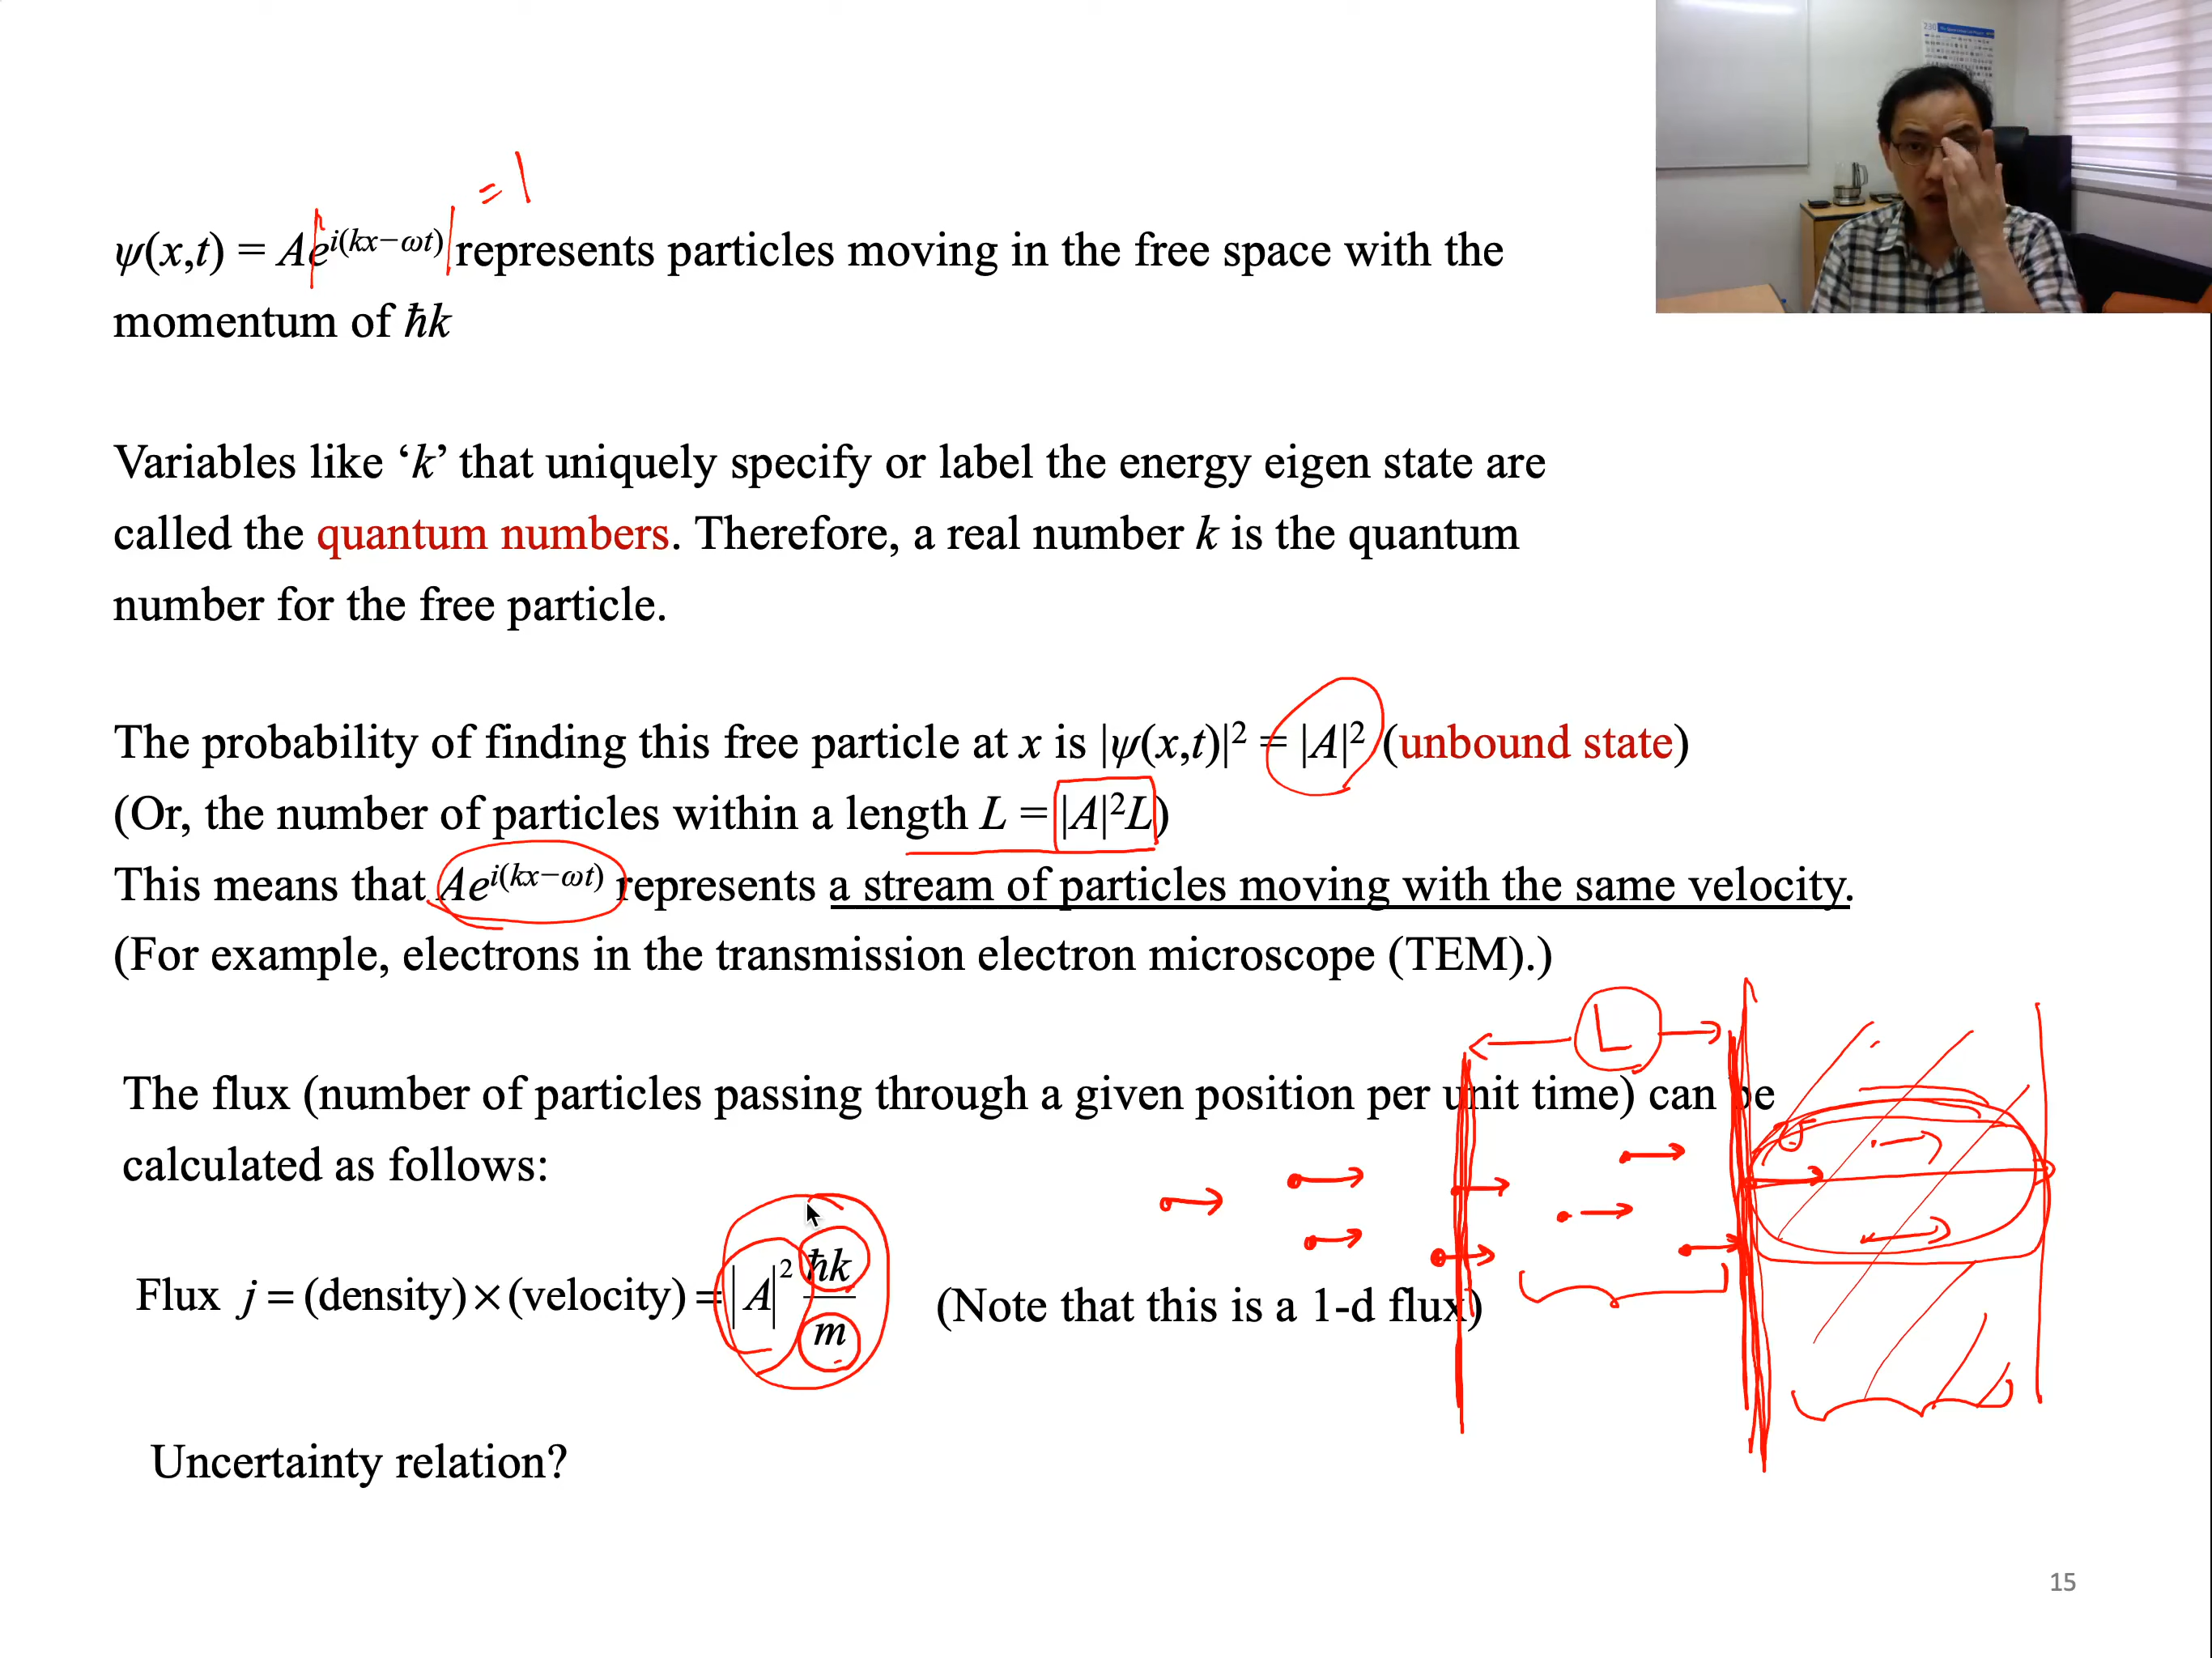 = 1
ψ(x,t) = Ae^{i(kx−ωt)} represents particles moving in the free space with the
momentum of ħk
Variables like ‘k’ that uniquely specify or label the energy eigen state are
called the quantum numbers. Therefore, a real number k is the quantum
number for the free particle.
The probability of finding this free particle at x is |ψ(x,t)|² = |A|² (unbound state)
(Or, the number of particles within a length L = |A|²L)
This means that Ae^{i(kx−ωt)} represents a stream of particles moving with the same velocity.
(For example, electrons in the transmission electron microscope (TEM).)
L
The flux (number of particles passing through a given position per unit time) can be
calculated as follows:
Flux j = (density)×(velocity) = |A|² ħk/m (Note that this is a 1-d flux)
Uncertainty relation?
15